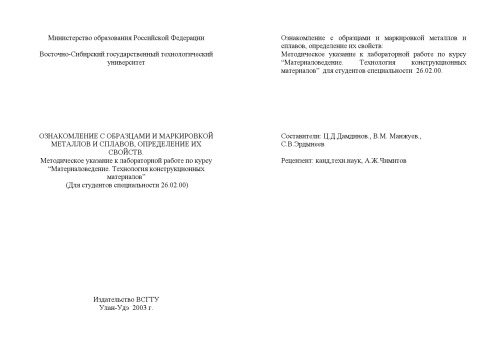 Министерство образования Российской Федерации
Восточно-Сибирский государственный технологический
университет
ОЗНАКОМЛЕНИЕ С ОБРАЗЦАМИ И МАРКИРОВКОЙ
МЕТАЛЛОВ И СПЛАВОВ, ОПРЕДЕЛЕНИЕ ИХ
СВОЙСТВ.
Методическое указание к лабораторной работе по курсу
“Материаловедение. Технология конструкционных
материалов”
(Для студентов специальности 26.02.00)
Издательство ВСГТУ
Улан-Удэ 2003 г.
Ознакомление с образцами и маркировкой металлов и
сплавов, определение их свойств:
Методическое указание к лабораторной работе по курсу
“Материаловедение. Технология конструкционных
материалов” для студентов специальности 26.02.00.
Составители: Ц.Д.Дамдинов., В.М. Манжуев.,
С.В.Эрдынеев
Рецензент: канд,техн.наук, А.Ж.Чимитов